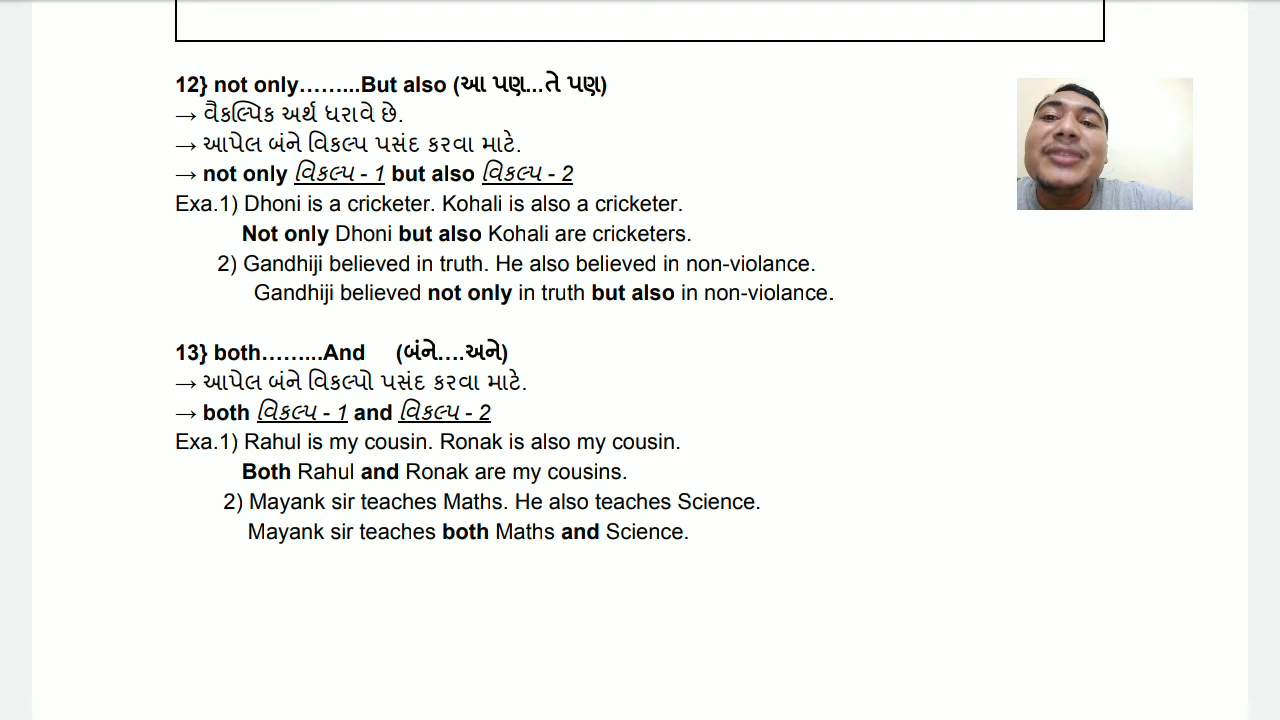 12} not only……...But also (આ પણ...તે પણ)
→ વૈકલ્પિક અર્થ ધરાવે છે.
→ આપેલ બંને વિકલ્પ પસંદ કરવા માટે.
→ not only વિકલ્પ - 1 but also વિકલ્પ - 2
Exa.1) Dhoni is a cricketer. Kohali is also a cricketer.
Not only Dhoni but also Kohali are cricketers.
2) Gandhiji believed in truth. He also believed in non-violance.
Gandhiji believed not only in truth but also in non-violance.
13} both……...And (બંને….અને)
→ આપેલ બંને વિકલ્પો પસંદ કરવા માટે.
→ both વિકલ્પ - 1 and વિકલ્પ - 2
Exa.1) Rahul is my cousin. Ronak is also my cousin.
Both Rahul and Ronak are my cousins.
2) Mayank sir teaches Maths. He also teaches Science.
Mayank sir teaches both Maths and Science.